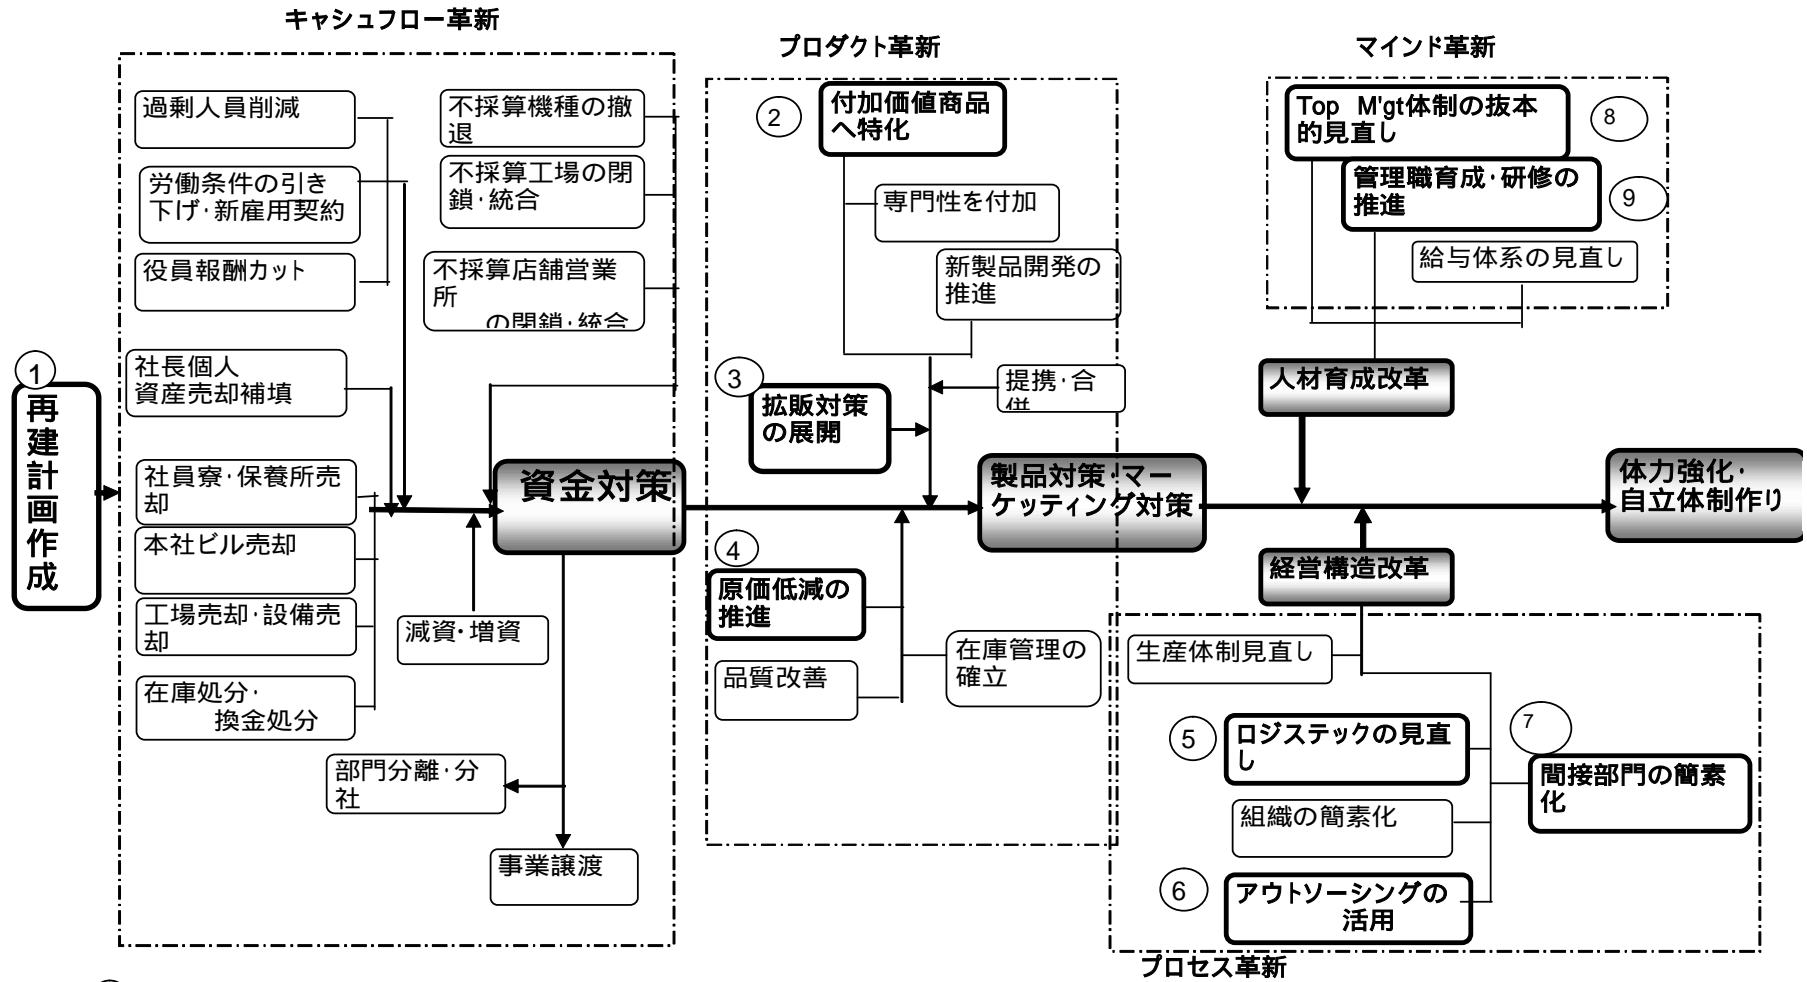 キャッシュフロー革新
プロダクト革新
マインド革新
過剰人員削減
労働条件の引き
下げ・新雇用契約
役員報酬カット
社長個人
資産売却補填
社員寮・保養所売
却
本社ビル売却
工場売却・設備売
却
在庫処分・
換金処分
不採算機種の撤
退
不採算工場の閉
鎖・統合
不採算店舗営業
所
の閉鎖・統合
1
再
建
計
画
作
成
資金対策
減資・増資
部門分離・分
社
事業譲渡
2
付加価値商品
へ特化
専門性を付加
新製品開発の
推進
3
拡販対策
の展開
提携・合
併
製品対策・マー
ケッティング対策
4
原価低減の
推進
品質改善
在庫管理の
確立
Top M'gt体制の抜本
的見直し
8
管理職育成・研修の
推進
9
給与体系の見直し
人材育成改革
体力強化・
自立体制作り
経営構造改革
生産体制見直し
5
ロジステックの見直
し
組織の簡素化
6
アウトソーシングの
活用
7
間接部門の簡素
化
プロセス革新